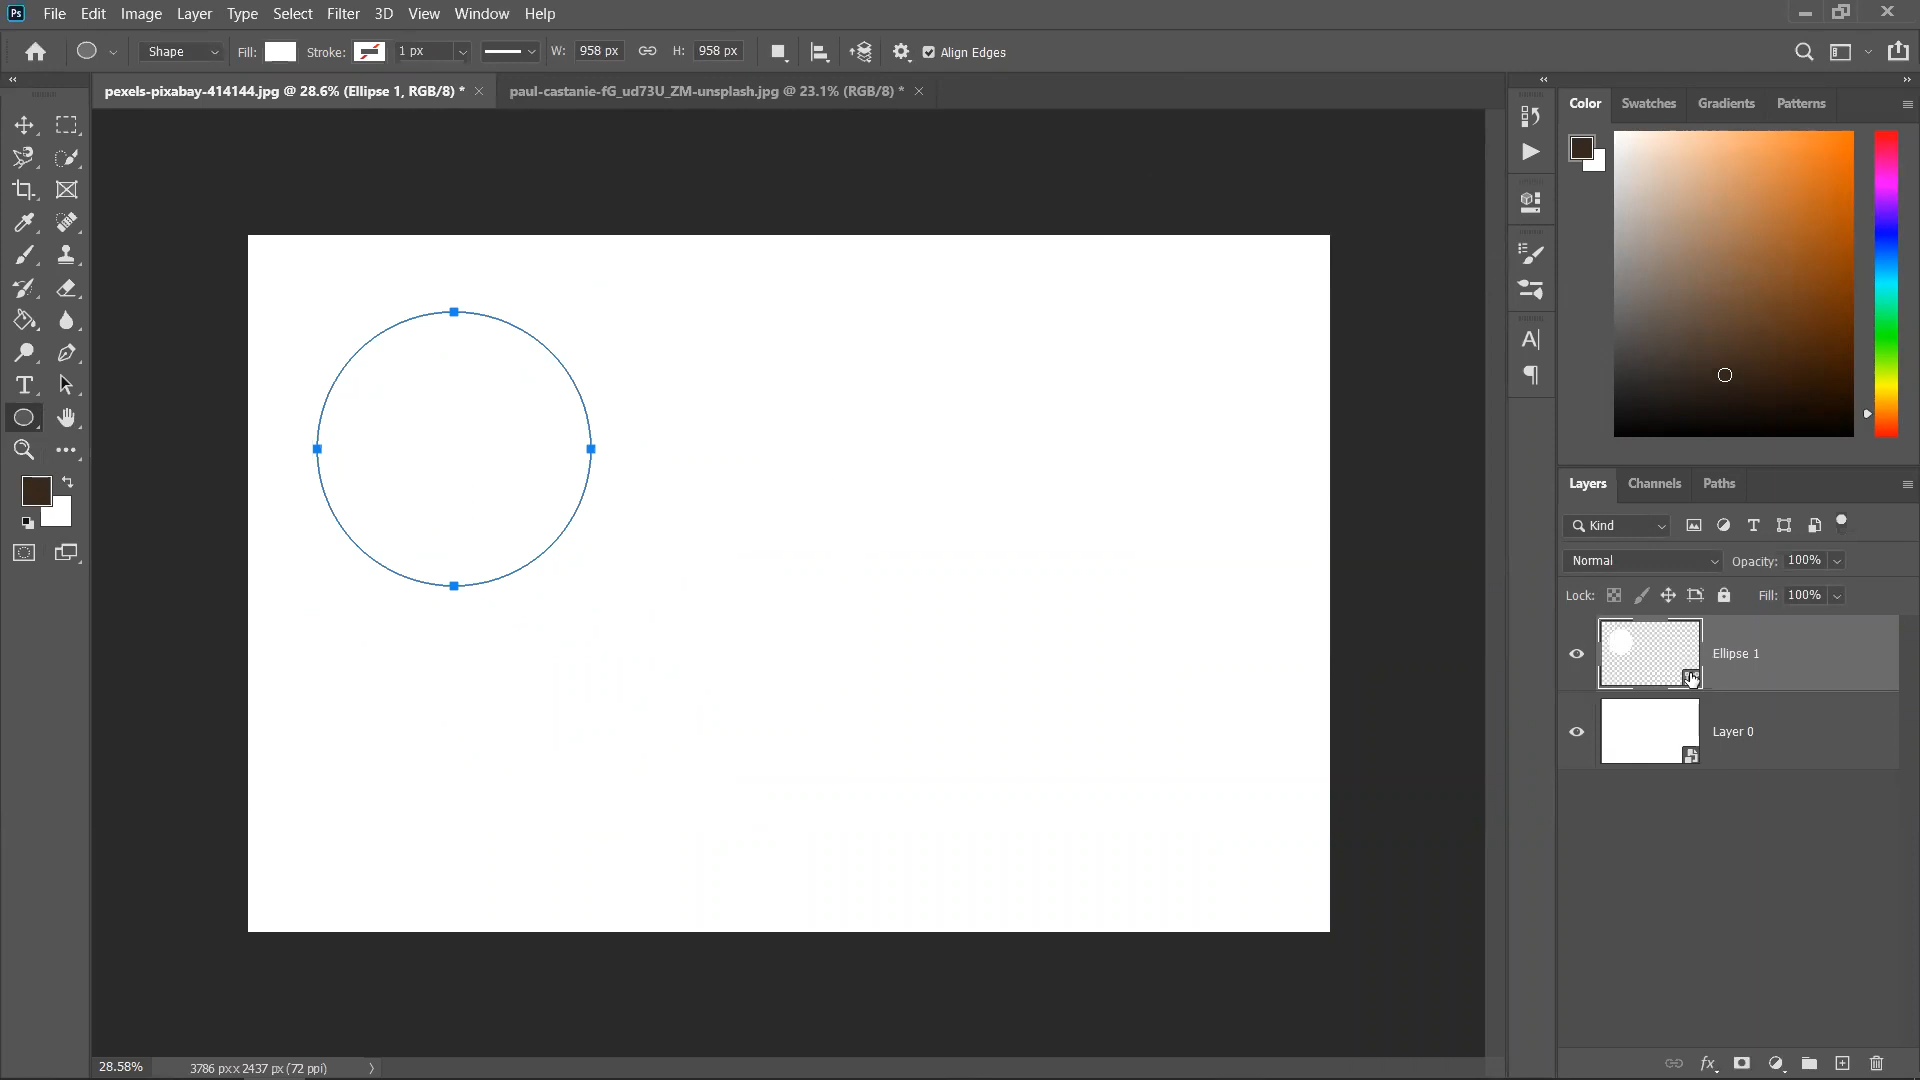 Ps File Edit Image Layer Type Select Filter 3D View Window Help
Shape Fill: Stroke: 1 px W: 958 px H: 958 px Align Edges
pexels-pixabay-414144.jpg @ 28.6% (Ellipse 1, RGB/8) * paul-castanie-fG_ud73U_ZM-unsplash.jpg @ 23.1% (RGB/8) *
Color Swatches Gradients Patterns
Layers Channels Paths
Kind
Normal Opacity: 100%
Lock: Fill: 100%
Ellipse 1
Layer 0
28.58% 3786 px x 2437 px (72 ppi)
fx